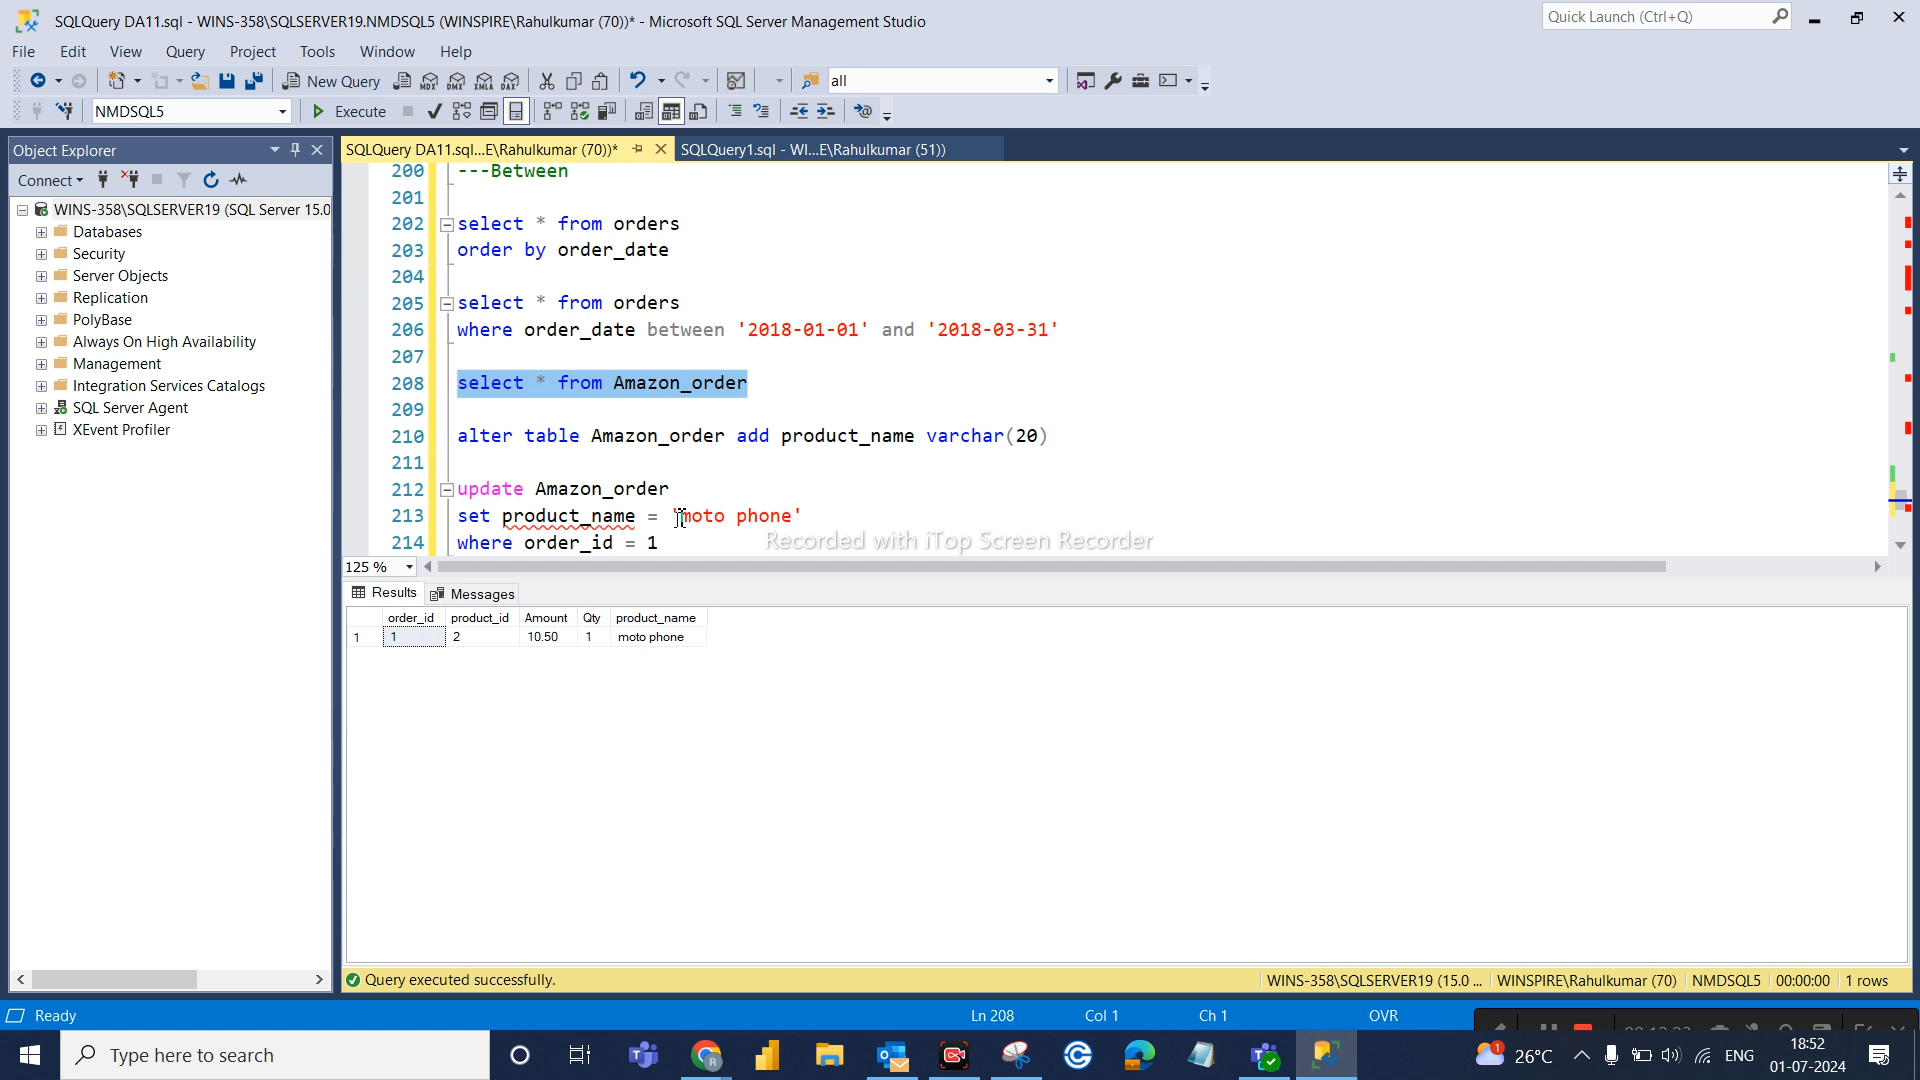 SQLQuery DA11.sql - WINS-358\SQLSERVER19.NMDSQL5 (WINSPIRE\Rahulkumar (70))* - Microsoft SQL Server Management Studio
Quick Launch (Ctrl+Q)
File Edit View Query Project Tools Window Help
New Query
MDX DMX XMLA DAX
all
NMDSQL5
Execute
Object Explorer
SQLQuery DA11.sql...E\Rahulkumar (70))*
SQLQuery1.sql - WI...E\Rahulkumar (51))
Connect
WINS-358\SQLSERVER19 (SQL Server 15.0
Databases
Security
Server Objects
Replication
PolyBase
Always On High Availability
Management
Integration Services Catalogs
SQL Server Agent
XEvent Profiler
200 ---Between
201
202 select * from orders
203 order by order_date
204
205 select * from orders
206 where order_date between '2018-01-01' and '2018-03-31'
207
208 select * from Amazon_order
209
210 alter table Amazon_order add product_name varchar(20)
211
212 update Amazon_order
213 set product_name = 'moto phone'
214 where order_id = 1
Recorded with iTop Screen Recorder
125 %
Results Messages
order_id product_id Amount Qty product_name
1 1 2 10.50 1 moto phone
Query executed successfully.
WINS-358\SQLSERVER19 (15.0 ... WINSPIRE\Rahulkumar (70) NMDSQL5 00:00:00 1 rows
Ready
Ln 208 Col 1 Ch 1 OVR
Type here to search
26°C
ENG
18:52
01-07-2024